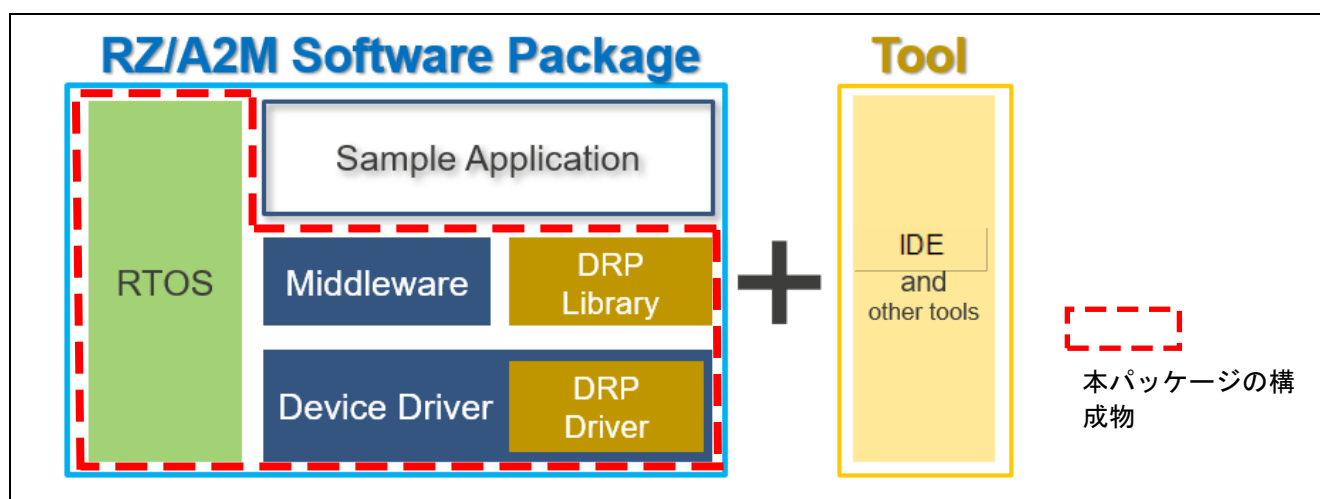 RZ/A2M Software Package
Tool
RTOS
Sample Application
Middleware
DRP
Library
Device Driver
DRP
Driver
+
IDE
and
other tools
本パッケージの構
成物